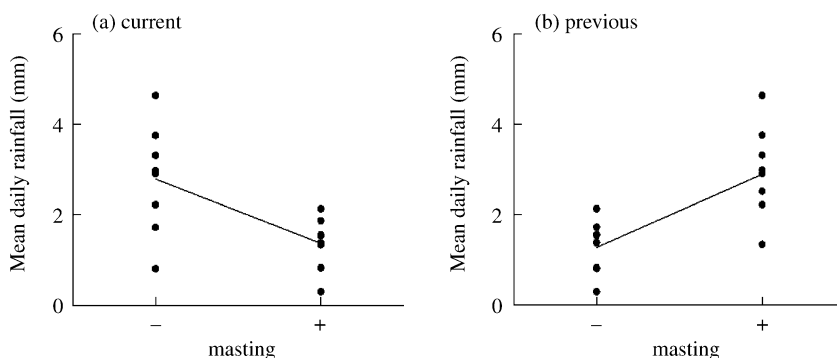 (a) current
6
4
2
0
Mean daily rainfall (mm)
– +
masting
(b) previous
6
4
2
0
Mean daily rainfall (mm)
– +
masting